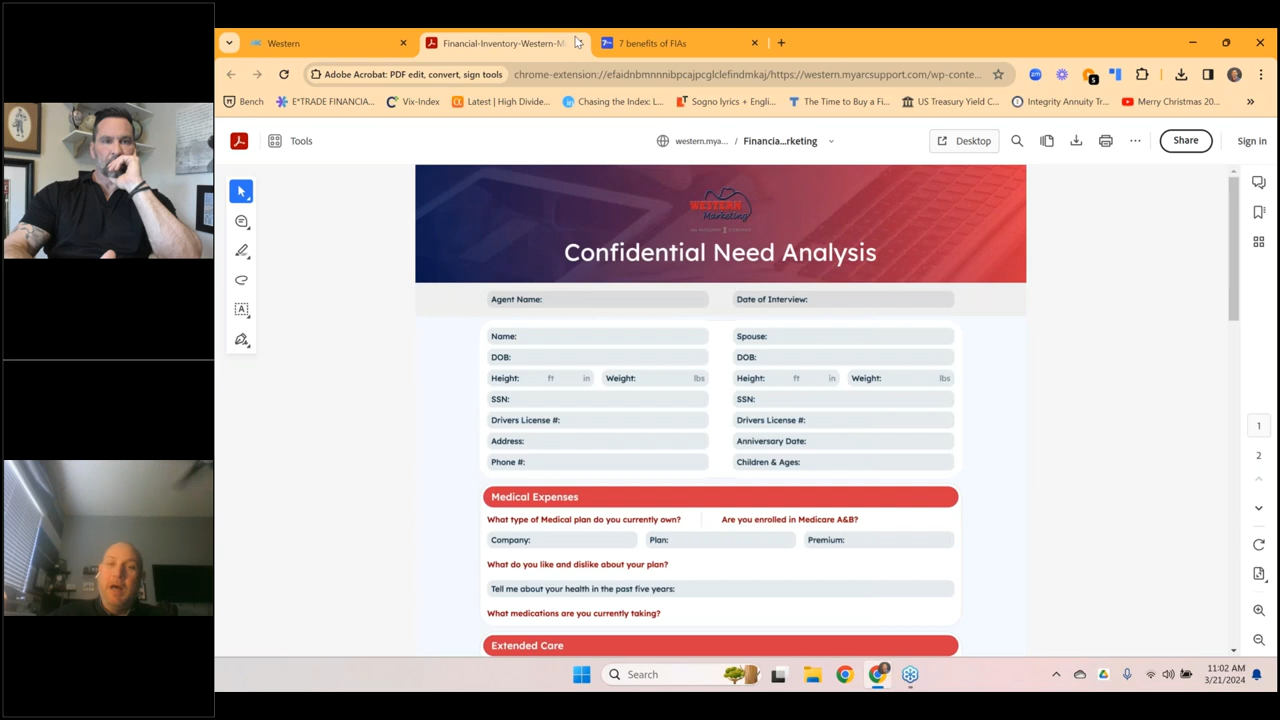 Western
Financial-Inventory-Western-M
7 benefits of FIAs
Adobe Acrobat: PDF edit, convert, sign tools
chrome-extension://efaidnbmnnnibpcajpcglclefindmkaj/https://western.myarcsupport.com/wp-conte...
Bench
E*TRADE FINANCIA...
Vix-Index
Latest | High Divide...
Chasing the Index: L...
Sogno lyrics + Engli...
The Time to Buy a Fi...
US Treasury Yield C...
Integrity Annuity Tr...
Merry Christmas 20...
Tools
western.mya... / Financia...rketing
Desktop
Share
Sign in
WESTERN
Marketing
Confidential Need Analysis
Agent Name: Date of Interview:
Name: Spouse:
DOB: DOB:
Height: ft in Weight: lbs Height: ft in Weight: lbs
SSN: SSN:
Drivers License #: Drivers License #:
Address: Anniversary Date:
Phone #: Children & Ages:
Medical Expenses
What type of Medical plan do you currently own? Are you enrolled in Medicare A&B?
Company: Plan: Premium:
What do you like and dislike about your plan?
Tell me about your health in the past five years:
What medications are you currently taking?
Extended Care
1
2
Search
11:02 AM
3/21/2024